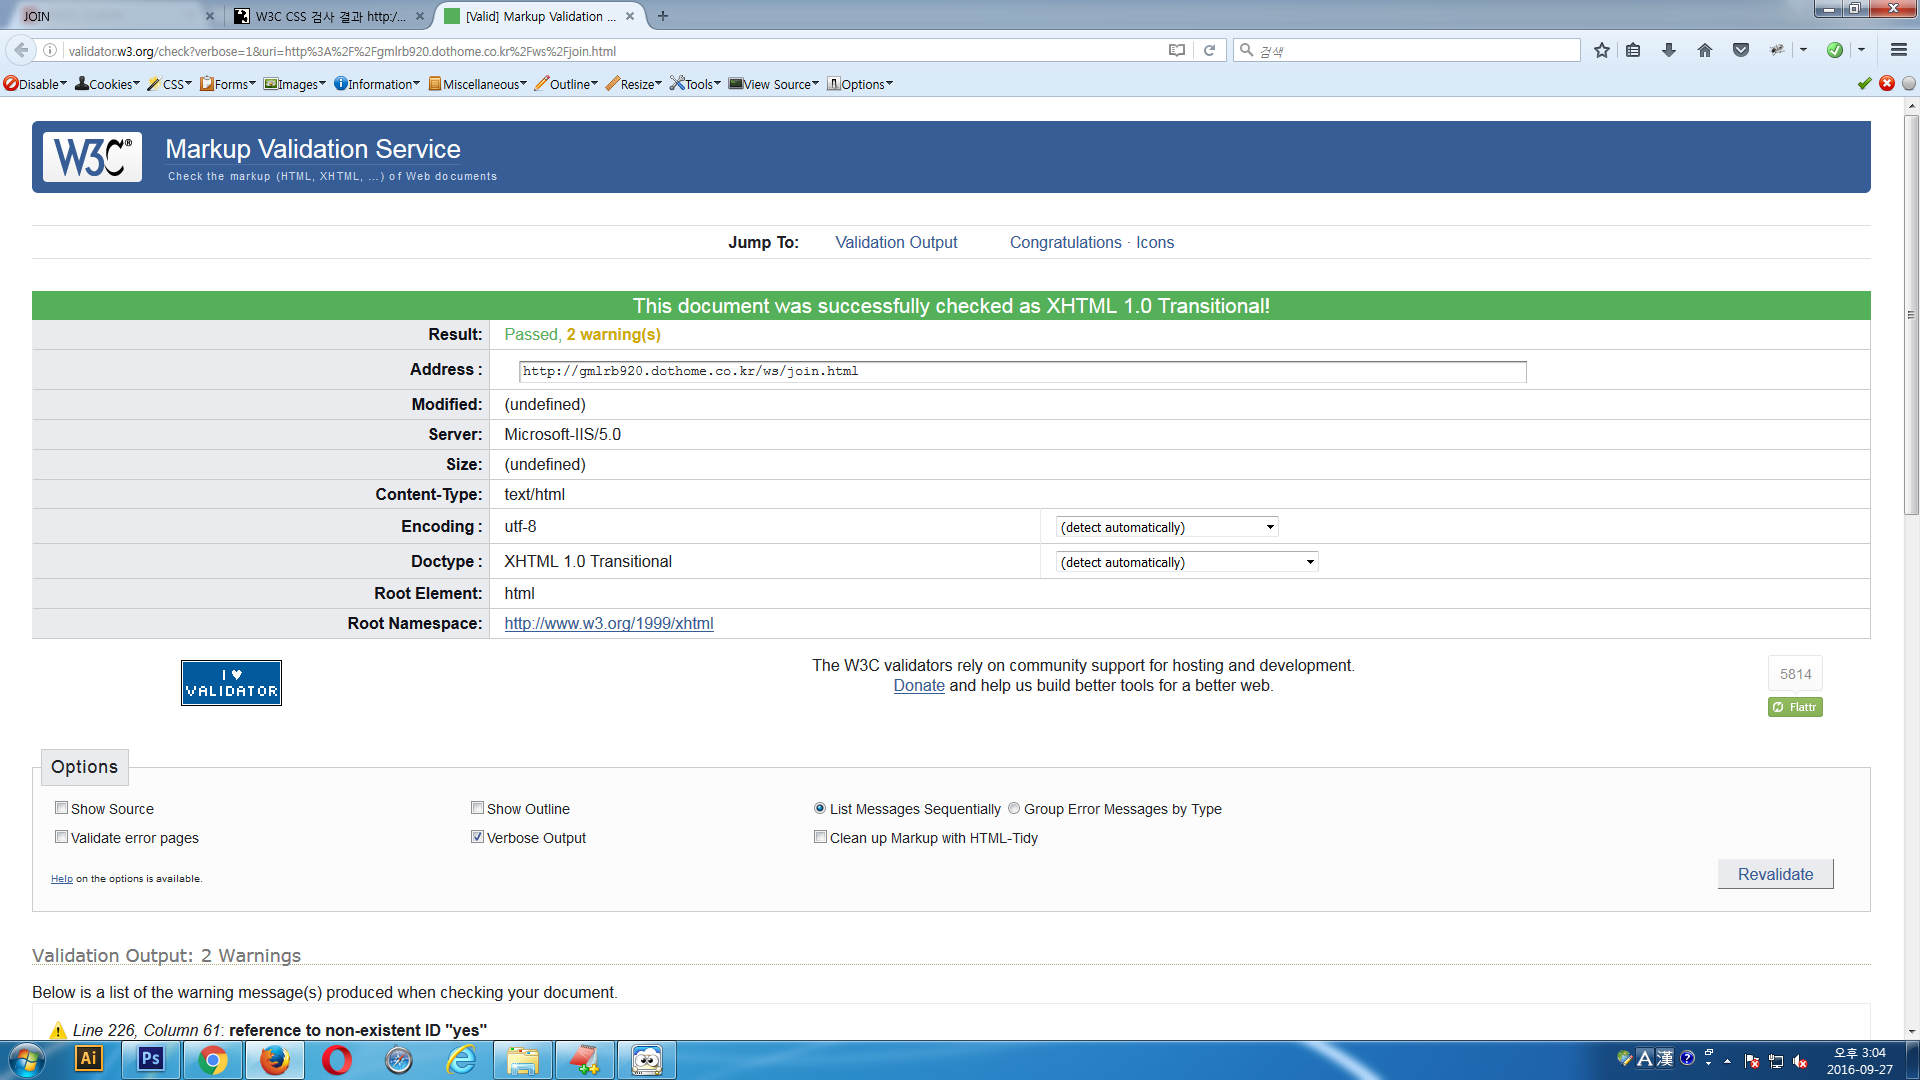 JOIN
W3C CSS 검사 결과 http:/...
[Valid] Markup Validation ...
validator.w3.org/check?verbose=1&uri=http%3A%2F%2Fgmlrb920.dothome.co.kr%2Fws%2Fjoin.html
검색
Disable Cookies CSS Forms Images Information Miscellaneous Outline Resize Tools View Source Options
W3C®
Markup Validation Service
Check the markup (HTML, XHTML, ...) of Web documents
Jump To: Validation Output Congratulations · Icons
This document was successfully checked as XHTML 1.0 Transitional!
Result: Passed, 2 warning(s)
Address : http://gmlrb920.dothome.co.kr/ws/join.html
Modified: (undefined)
Server: Microsoft-IIS/5.0
Size: (undefined)
Content-Type: text/html
Encoding : utf-8 (detect automatically)
Doctype : XHTML 1.0 Transitional (detect automatically)
Root Element: html
Root Namespace: http://www.w3.org/1999/xhtml
I ♥
VALIDATOR
The W3C validators rely on community support for hosting and development.
Donate and help us build better tools for a better web.
5814
Flattr
Options
Show Source Show Outline List Messages Sequentially Group Error Messages by Type
Validate error pages Verbose Output Clean up Markup with HTML-Tidy
Help on the options is available.
Revalidate
Validation Output: 2 Warnings
Below is a list of the warning message(s) produced when checking your document.
Line 226, Column 61: reference to non-existent ID "yes"
Ai
Ps
A 漢
오후 3:04
2016-09-27